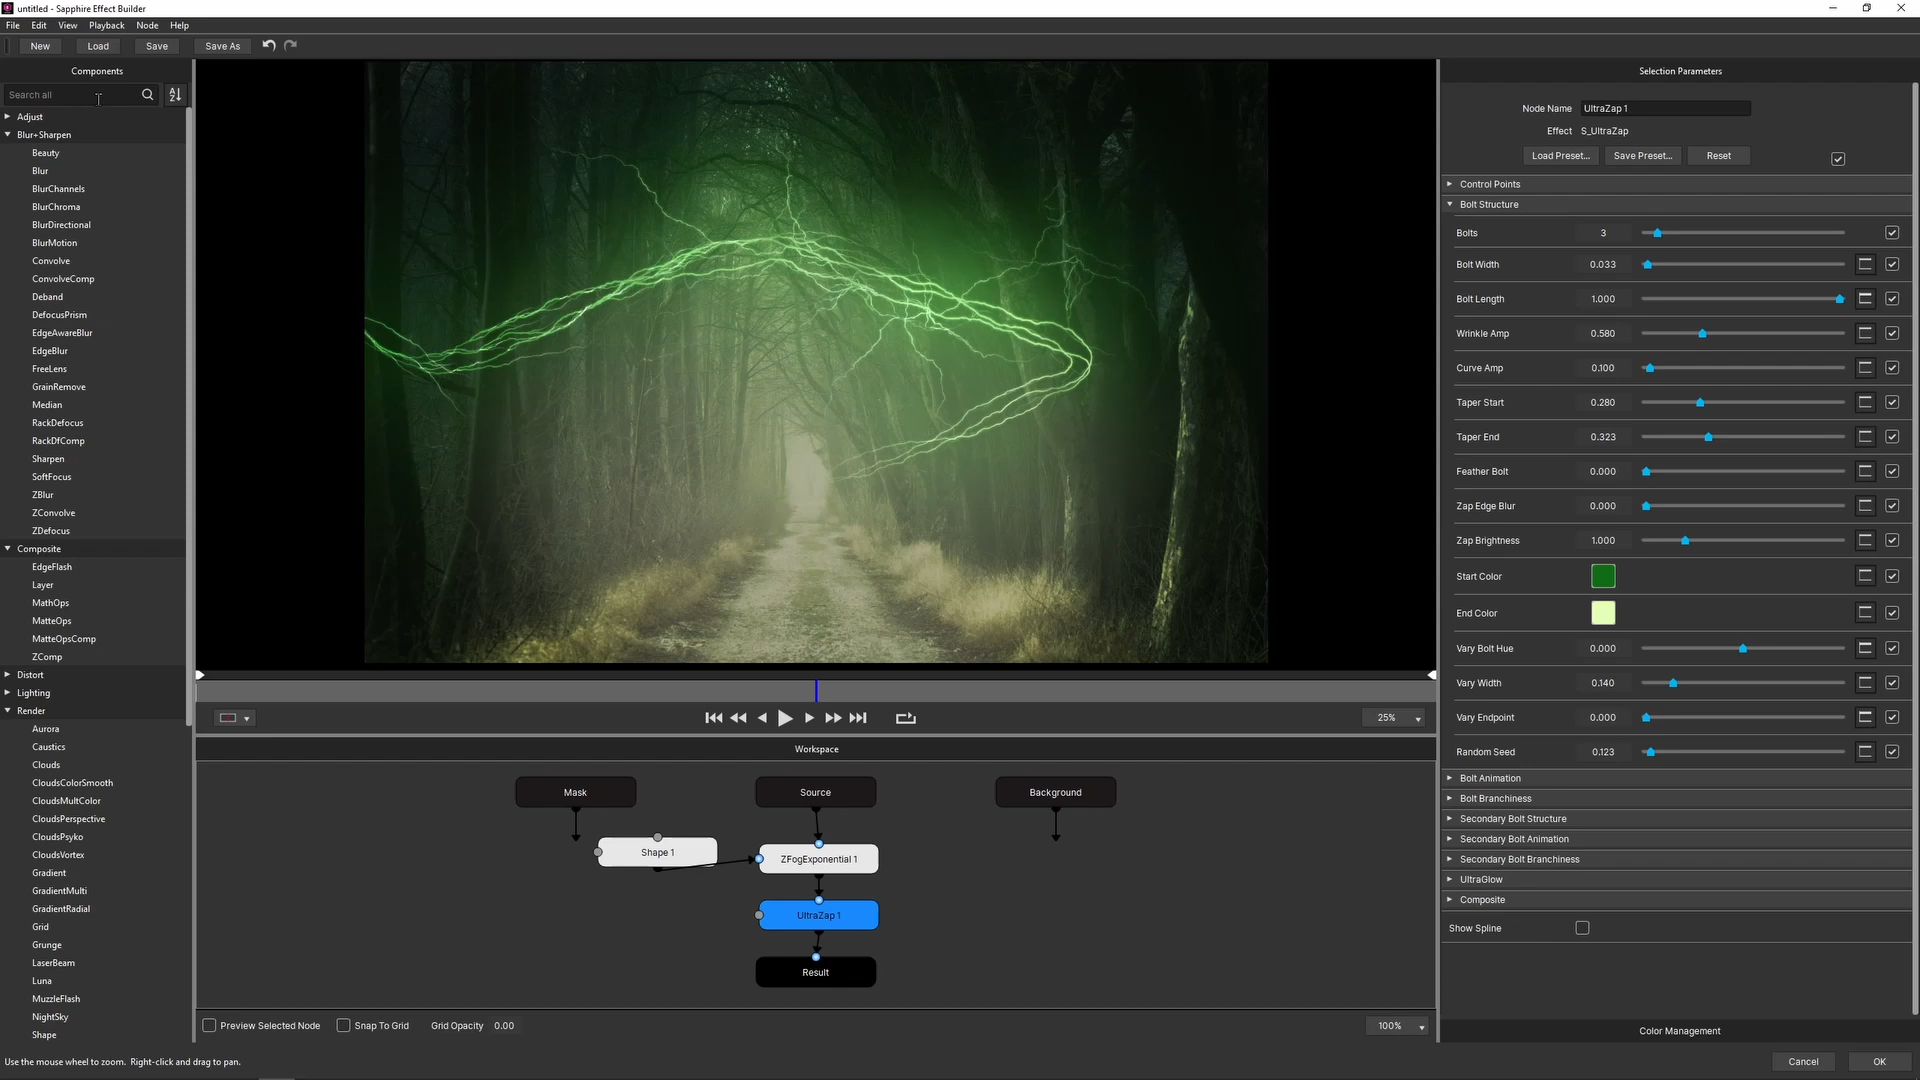 untitled - Sapphire Effect Builder
File Edit View Playback Node Help
New Load Save Save As
Components
Search all
Adjust
Blur+Sharpen
Beauty
Blur
BlurChannels
BlurChroma
BlurDirectional
BlurMotion
Convolve
ConvolveComp
Deband
DefocusPrism
EdgeAwareBlur
EdgeBlur
FreeLens
GrainRemove
Median
RackDefocus
RackDfComp
Sharpen
SoftFocus
ZBlur
ZConvolve
ZDefocus
Composite
EdgeFlash
Layer
MathOps
MatteOps
MatteOpsComp
ZComp
Distort
Lighting
Render
Aurora
Caustics
Clouds
CloudsColorSmooth
CloudsMultColor
CloudsPerspective
CloudsPsyko
CloudsVortex
Gradient
GradientMulti
GradientRadial
Grid
Grunge
LaserBeam
Luna
MuzzleFlash
NightSky
Shape
25%
Workspace
Mask Source Background
Shape 1
ZFogExponential 1
UltraZap 1
Result
Preview Selected Node Snap To Grid Grid Opacity 0.00 100%
Selection Parameters
Node Name UltraZap 1
Effect S_UltraZap
Load Preset... Save Preset... Reset
Control Points
Bolt Structure
Bolts 3
Bolt Width 0.033
Bolt Length 1.000
Wrinkle Amp 0.580
Curve Amp 0.100
Taper Start 0.280
Taper End 0.323
Feather Bolt 0.000
Zap Edge Blur 0.000
Zap Brightness 1.000
Start Color
End Color
Vary Bolt Hue 0.000
Vary Width 0.140
Vary Endpoint 0.000
Random Seed 0.123
Bolt Animation
Bolt Branchiness
Secondary Bolt Structure
Secondary Bolt Animation
Secondary Bolt Branchiness
UltraGlow
Composite
Show Spline
Color Management
Use the mouse wheel to zoom. Right-click and drag to pan.
Cancel OK